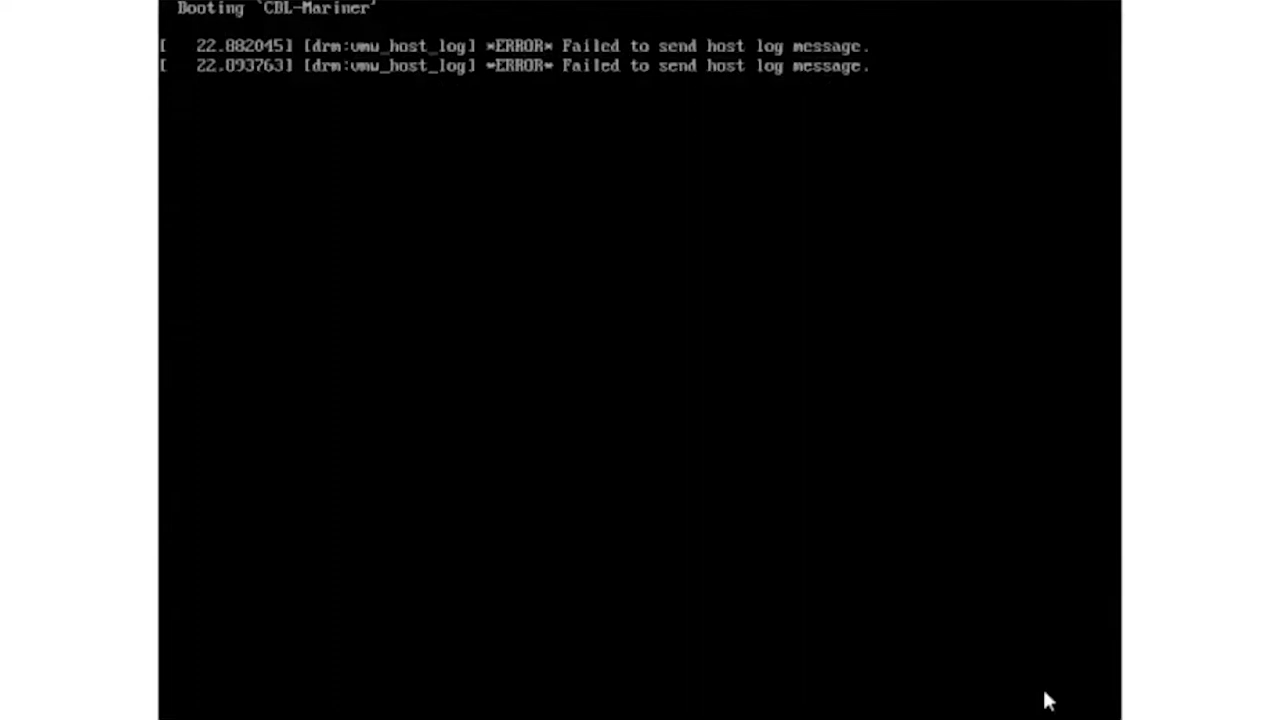 Booting `CBL-Mariner'
[   22.882045] [drm:vmw_host_log] *ERROR* Failed to send host log message.
[   22.893763] [drm:vmw_host_log] *ERROR* Failed to send host log message.